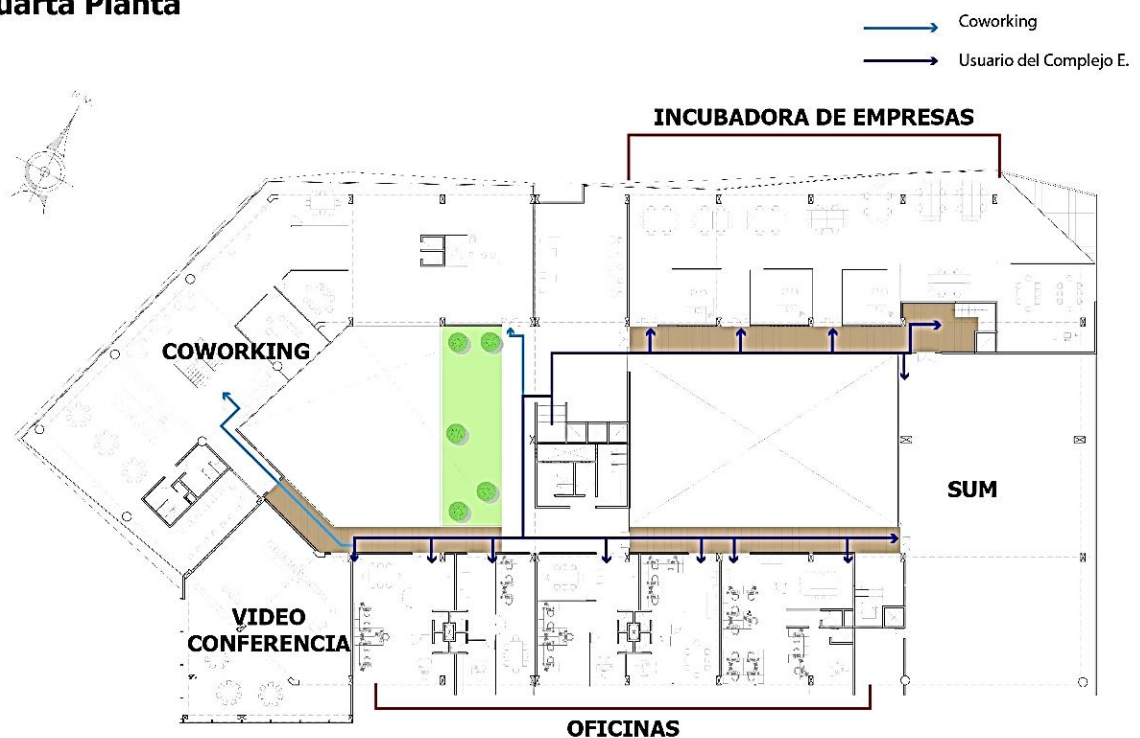 uarta Planta
Coworking
Usuario del Complejo E.
INCUBADORA DE EMPRESAS
COWORKING
SUM
VIDEO
CONFERENCIA
OFICINAS